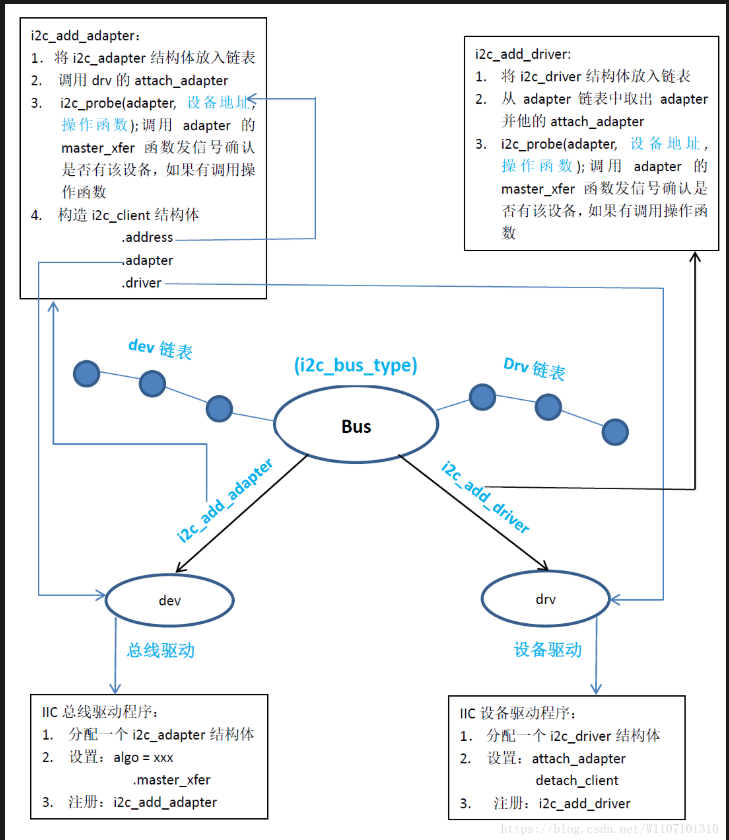 i2c_add_adapter:
1. 将 i2c_adapter 结构体放入链表
2. 调用 drv 的 attach_adapter
3. i2c_probe(adapter, 设备地址,
操作函数);调用 adapter 的
master_xfer 函数发信号确认
是否有该设备,如果有调用操
作函数
4. 构造 i2c_client 结构体
.address
.adapter
.driver
i2c_add_driver:
1. 将 i2c_driver 结构体放入链表
2. 从 adapter 链表中取出 adapter
并他的 attach_adapter
3. i2c_probe(adapter, 设备地址,
操作函数);调用 adapter 的
master_xfer 函数发信号确认是
否有该设备,如果有调用操作函
数
dev 链表
(i2c_bus_type)
Drv 链表
Bus
i2c_add_adapter
i2c_add_driver
dev
drv
总线驱动
设备驱动
IIC 总线驱动程序:
1. 分配一个 i2c_adapter 结构体
2. 设置:algo = xxx
.master_xfer
3. 注册:i2c_add_adapter
IIC 设备驱动程序:
1. 分配一个 i2c_driver 结构体
2. 设置:attach_adapter
detach_client
3. 注册:i2c_add_driver
https://blog.csdn.net/W1107101310